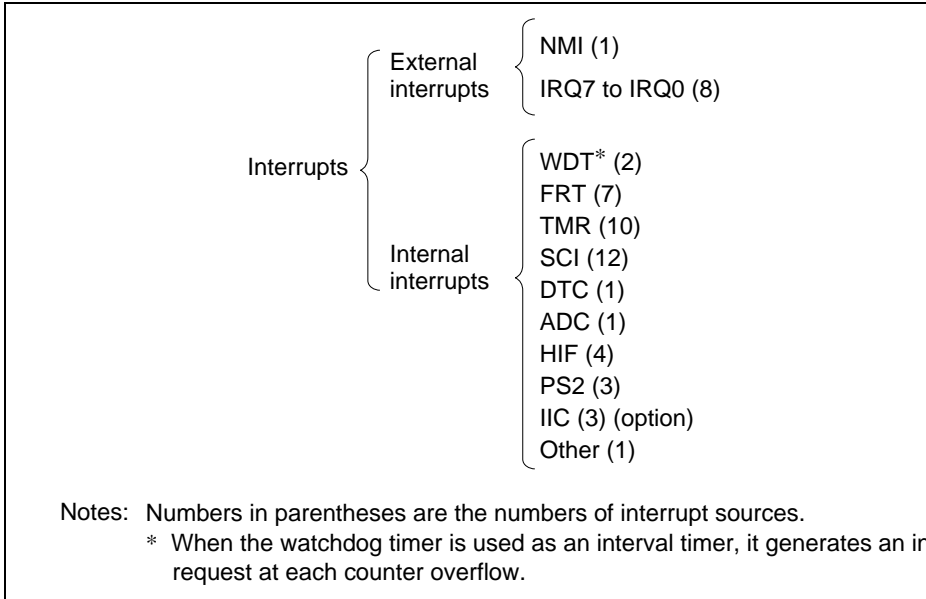 Interrupts
External
interrupts
NMI (1)
IRQ7 to IRQ0 (8)
Internal
interrupts
WDT* (2)
FRT (7)
TMR (10)
SCI (12)
DTC (1)
ADC (1)
HIF (4)
PS2 (3)
IIC (3) (option)
Other (1)
Notes: Numbers in parentheses are the numbers of interrupt sources.
* When the watchdog timer is used as an interval timer, it generates an
request at each counter overflow.